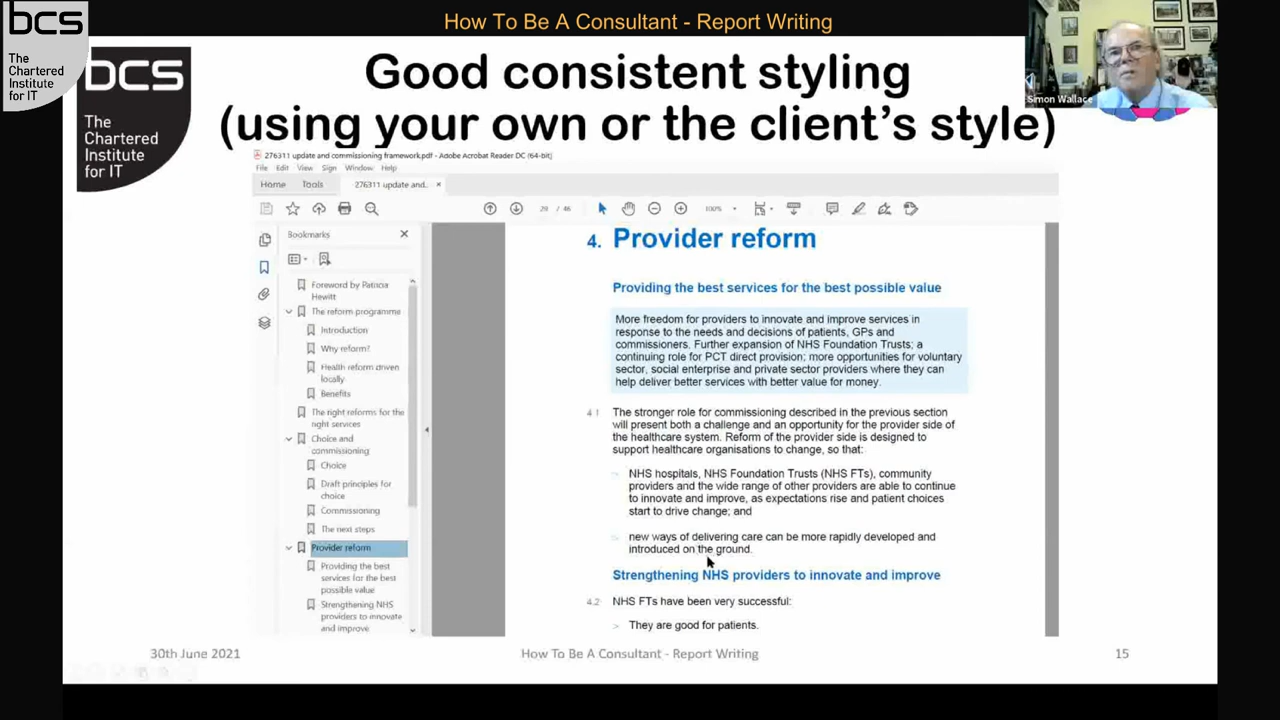 How To Be A Consultant - Report Writing
bcs
The
Chartered
Institute
for IT
Simon Wallace
bcs
The
Chartered
Institute
for IT
Good consistent styling
(using your own or the client's style)
276311 update and commissioning framework.pdf - Adobe Acrobat Reader DC (64-bit)
File Edit View Sign Window Help
Home Tools 276311 update and... ×
28 / 46 100%
Bookmarks
Foreword by Patricia
Hewitt
The reform programme
Introduction
Why reform?
Health reform driven
locally
Benefits
The right reforms for the
right services
Choice and
commissioning
Choice
Draft principles for
choice
Commissioning
The next steps
Provider reform
Providing the best
services for the best
possible value
Strengthening NHS
providers to innovate
and improve
4. Provider reform
Providing the best services for the best possible value
More freedom for providers to innovate and improve services in
response to the needs and decisions of patients, GPs and
commissioners. Further expansion of NHS Foundation Trusts; a
continuing role for PCT direct provision; more opportunities for voluntary
sector, social enterprise and private sector providers where they can
help deliver better services with better value for money.
4.1 The stronger role for commissioning described in the previous section
will present both a challenge and an opportunity for the provider side of
the healthcare system. Reform of the provider side is designed to
support healthcare organisations to change, so that:
NHS hospitals, NHS Foundation Trusts (NHS FTs), community
providers and the wide range of other providers are able to continue
to innovate and improve, as expectations rise and patient choices
start to drive change; and
new ways of delivering care can be more rapidly developed and
introduced on the ground.
Strengthening NHS providers to innovate and improve
4.2 NHS FTs have been very successful:
> They are good for patients.
30th June 2021
How To Be A Consultant - Report Writing
15